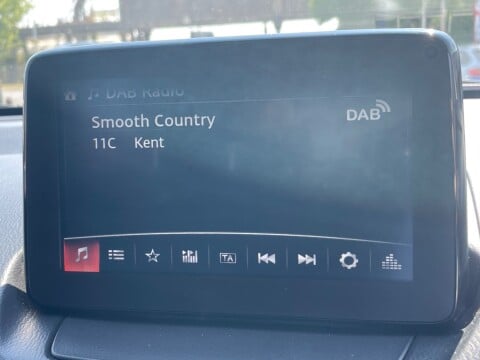 DAB Radio
Smooth Country
DAB
11C Kent
TA